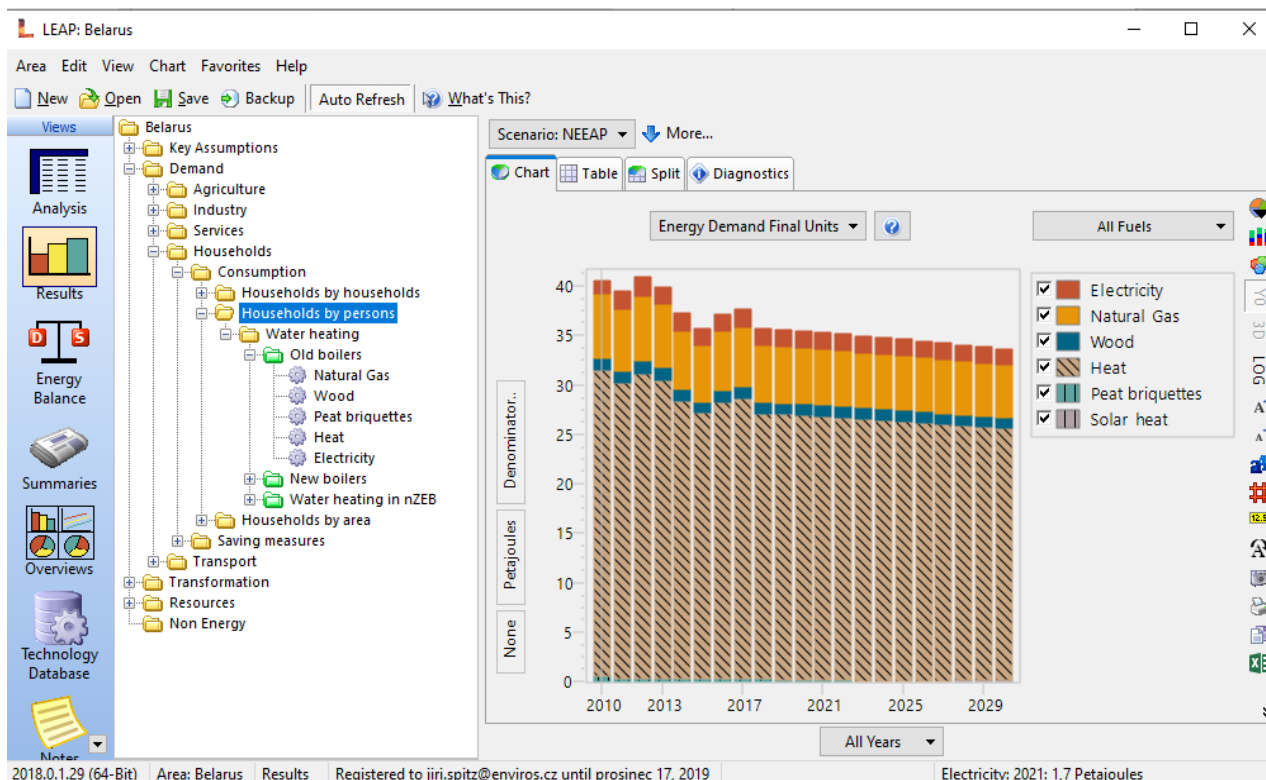 LEAP: Belarus
Area Edit View Chart Favorites Help
New Open Save Backup Auto Refresh What's This?
Views
Analysis
Results
Energy
Balance
Summaries
Overviews
Technology
Database
Notes
Belarus
Key Assumptions
Demand
Agriculture
Industry
Services
Households
Consumption
Households by households
Households by persons
Water heating
Old boilers
Natural Gas
Wood
Peat briquettes
Heat
Electricity
New boilers
Water heating in nZEB
Households by area
Saving measures
Transport
Transformation
Resources
Non Energy
Scenario: NEEAP More...
Chart Table Split Diagnostics
Energy Demand Final Units ? All Fuels
Denominator..
Petajoules
None
40
35
30
25
20
15
10
5
0
2010 2013 2017 2021 2025 2029
Electricity
Natural Gas
Wood
Heat
Peat briquettes
Solar heat
All Years
Y0
3D
LOG
A
A
12.5
A
2018.0.1.29 (64-Bit) Area: Belarus Results Registered to jiri.spitz@enviros.cz until prosinec 17, 2019 Electricity: 2021: 1.7 Petajoules